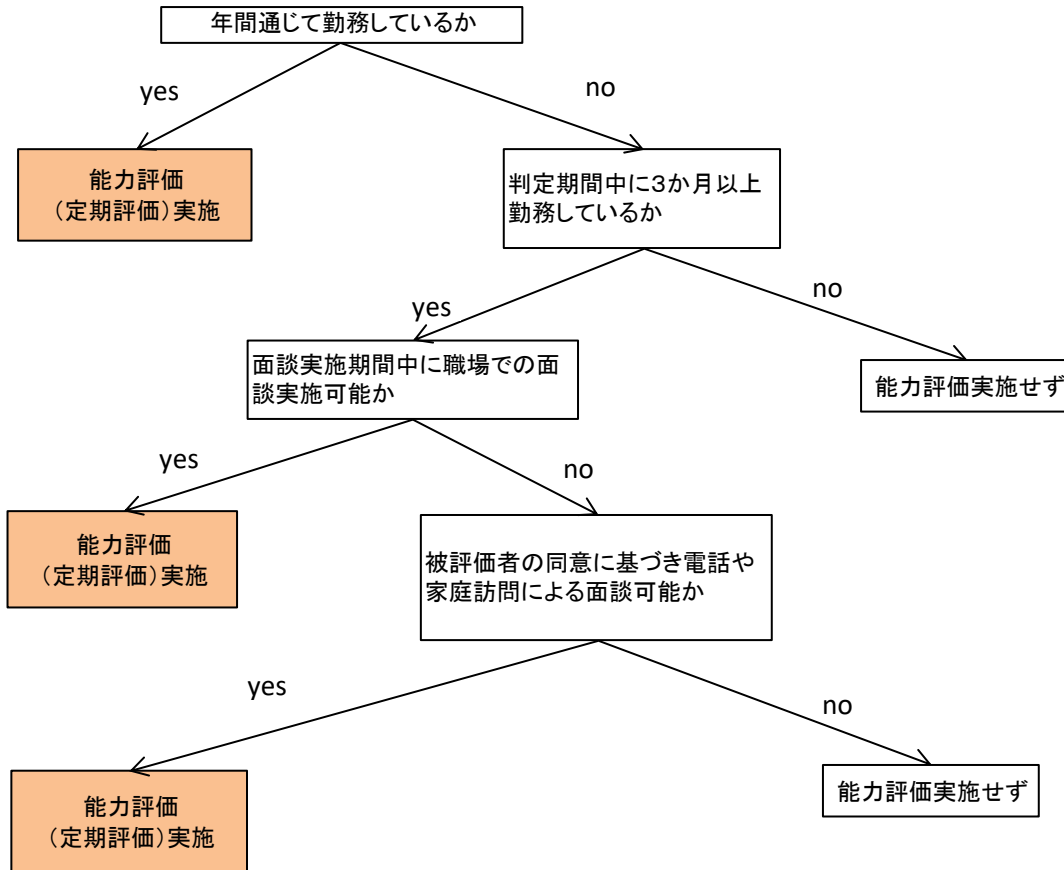 年間通じて勤務しているか
yes
no
能力評価
（定期評価）実施
判定期間中に３か月以上
勤務しているか
yes
no
面談実施期間中に職場での面
談実施可能か
能力評価実施せず
yes
no
能力評価
（定期評価）実施
被評価者の同意に基づき電話や
家庭訪問による面談可能か
yes
no
能力評価
（定期評価）実施
能力評価実施せず